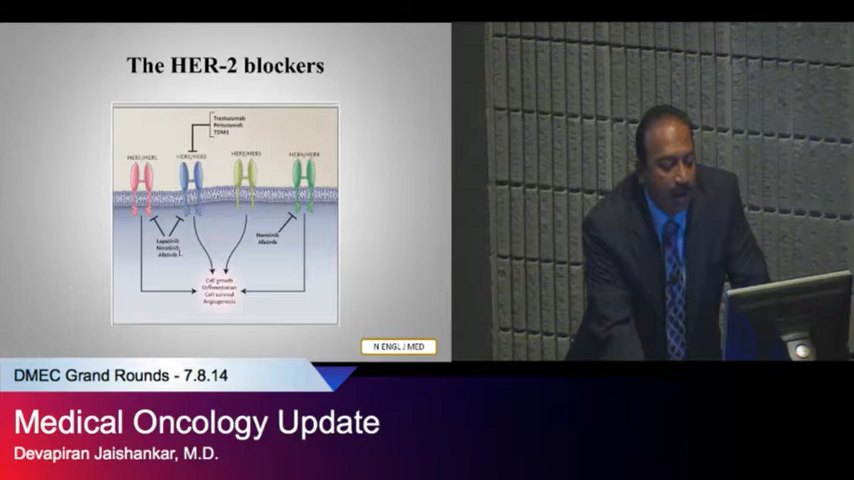 The HER-2 blockers
Trastuzumab
Pertuzumab
TDM1
HER1/HER1
HER2/HER2
HER3/HER3
HER4/HER4
Lapatinib
Neratinib
Afatinib
Neratinib
Afatinib
Cell growth
Differentiation
Cell survival
Angiogenesis
N ENGL J MED
DMEC Grand Rounds - 7.8.14
Medical Oncology Update
Devapiran Jaishankar, M.D.